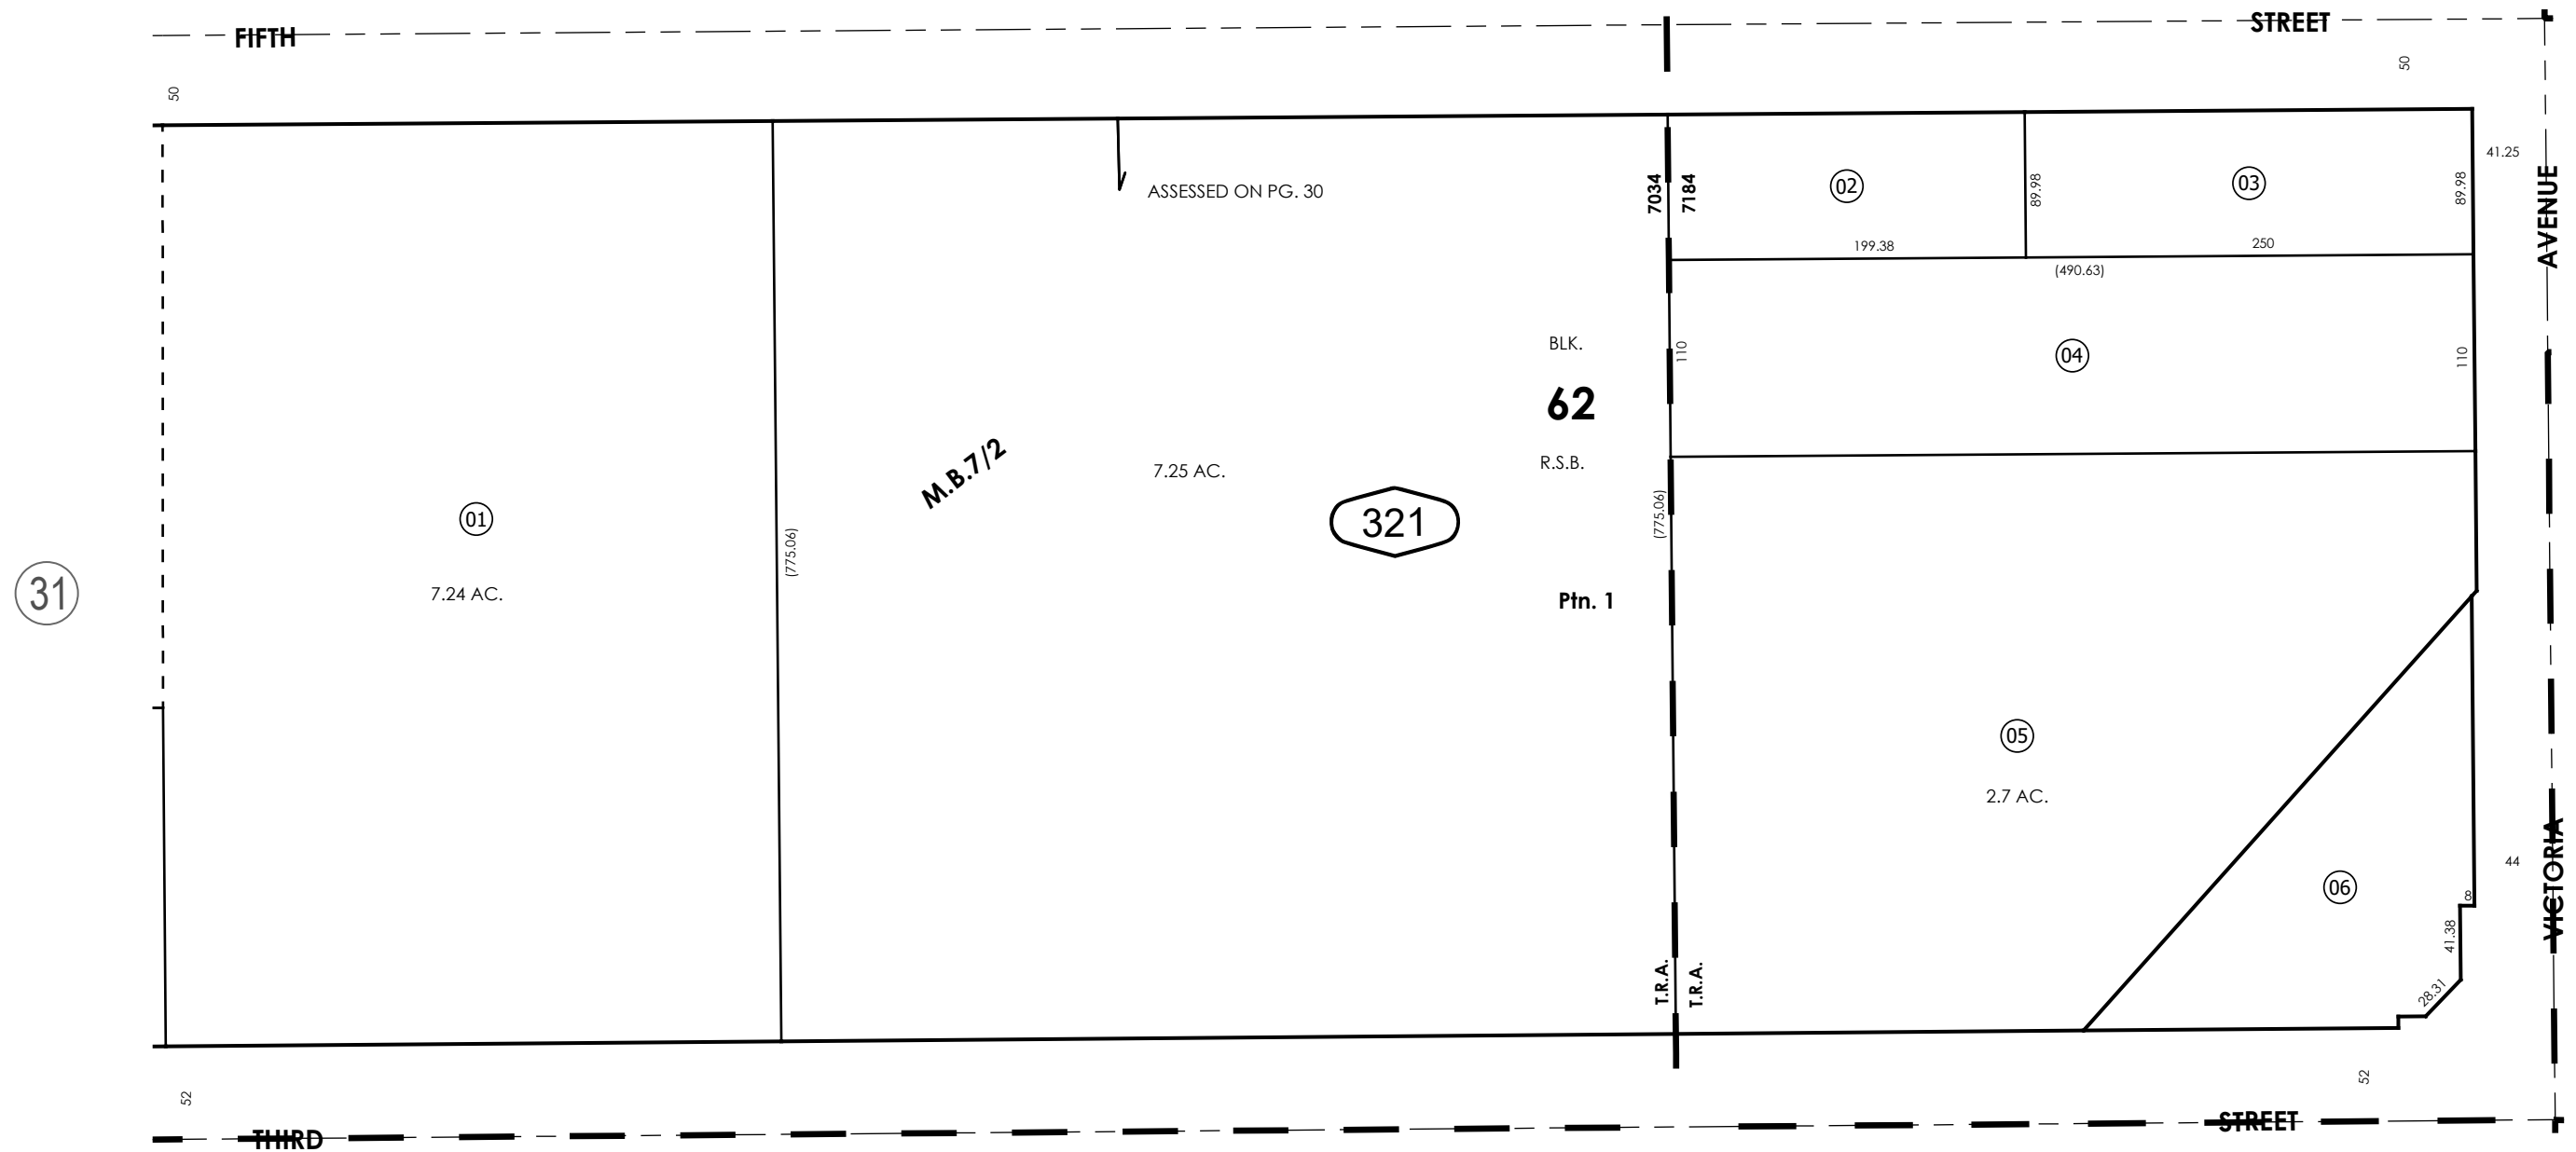 FIFTH
STREET
50
50
41.25
AVENUE
ASSESSED ON PG. 30
7034
7184
02
89.98
03
89.98
199.38
250
(490.63)
BLK.
62
R.S.B.
110
04
110
M.B.7/2
7.25 AC.
321
(775.06)
(775.06)
01
7.24 AC.
31
Ptn. 1
05
2.7 AC.
44
VICTORIA
06
8
41.38
28.31
T.R.A.
T.R.A.
52
52
THIRD
STREET